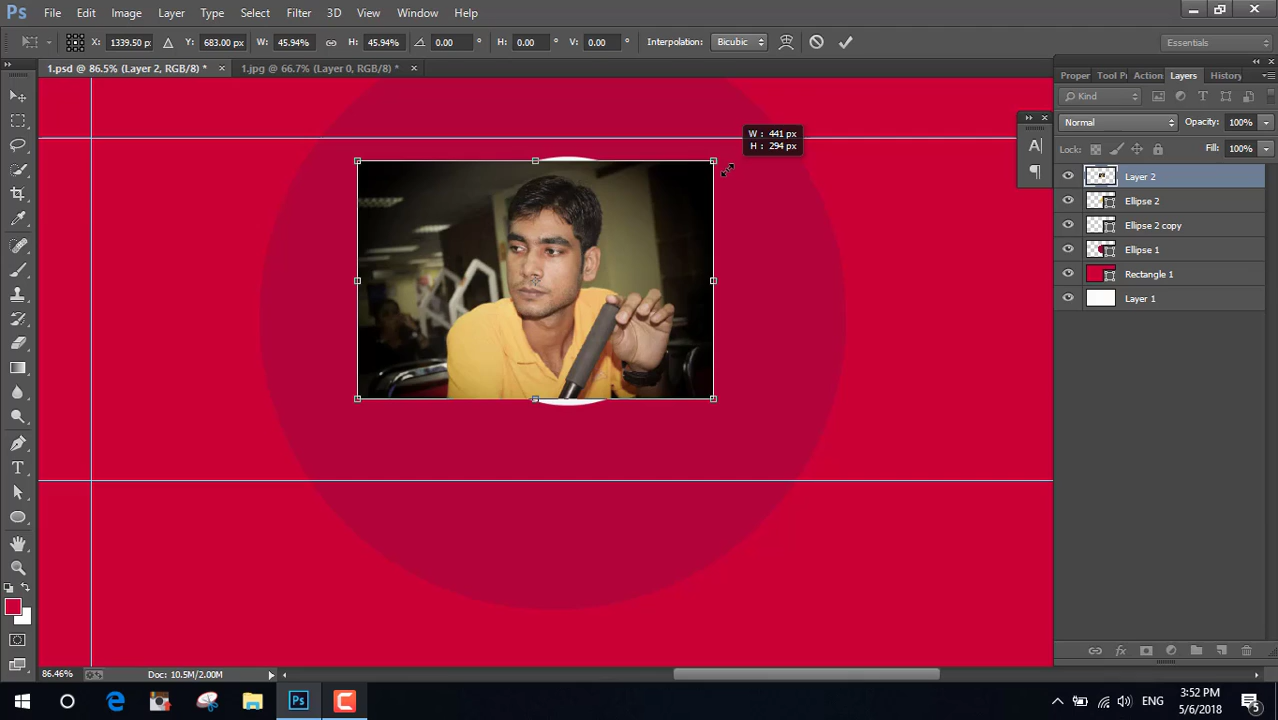 Ps File Edit Image Layer Type Select Filter 3D View Window Help
X: 1339.50 px Y: 683.00 px W: 45.94% H: 45.94% 0.00 ° H: 0.00 ° V: 0.00 ° Interpolation: Bicubic Essentials
1.psd @ 86.5% (Layer 2, RGB/8) * × 1.jpg @ 66.7% (Layer 0, RGB/8) * ×
Proper Tool P Action Layers History
Kind
Normal Opacity: 100%
Lock: Fill: 100%
W : 441 px
H : 294 px
Layer 2
Ellipse 2
Ellipse 2 copy
Ellipse 1
Rectangle 1
Layer 1
86.46% Doc: 10.5M/2.00M
Ps ENG 3:52 PM
5/6/2018 5